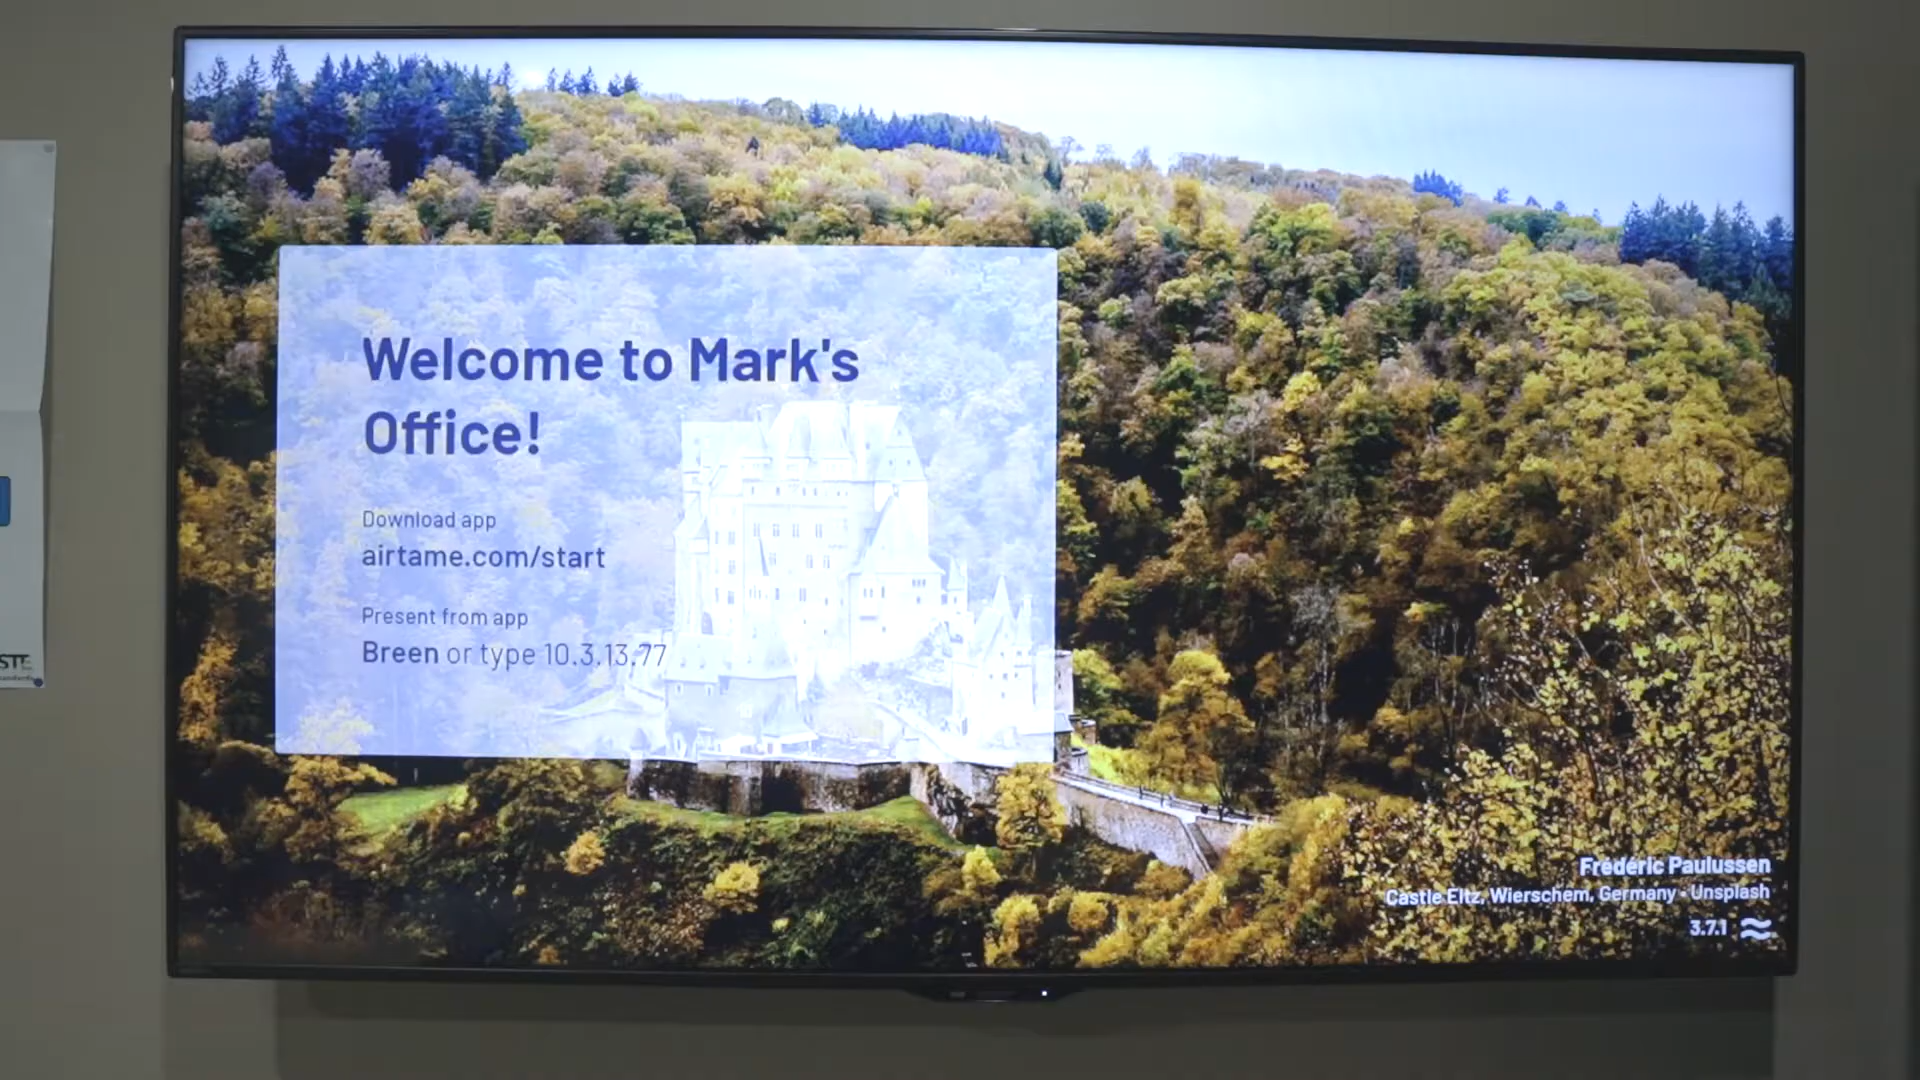 Welcome to Mark's
Office!
Download app
airtame.com/start
Present from app
Breen or type 10.3.13.77
Frédéric Paulussen
Castle Eltz, Wierschem, Germany - Unsplash
3.7.1